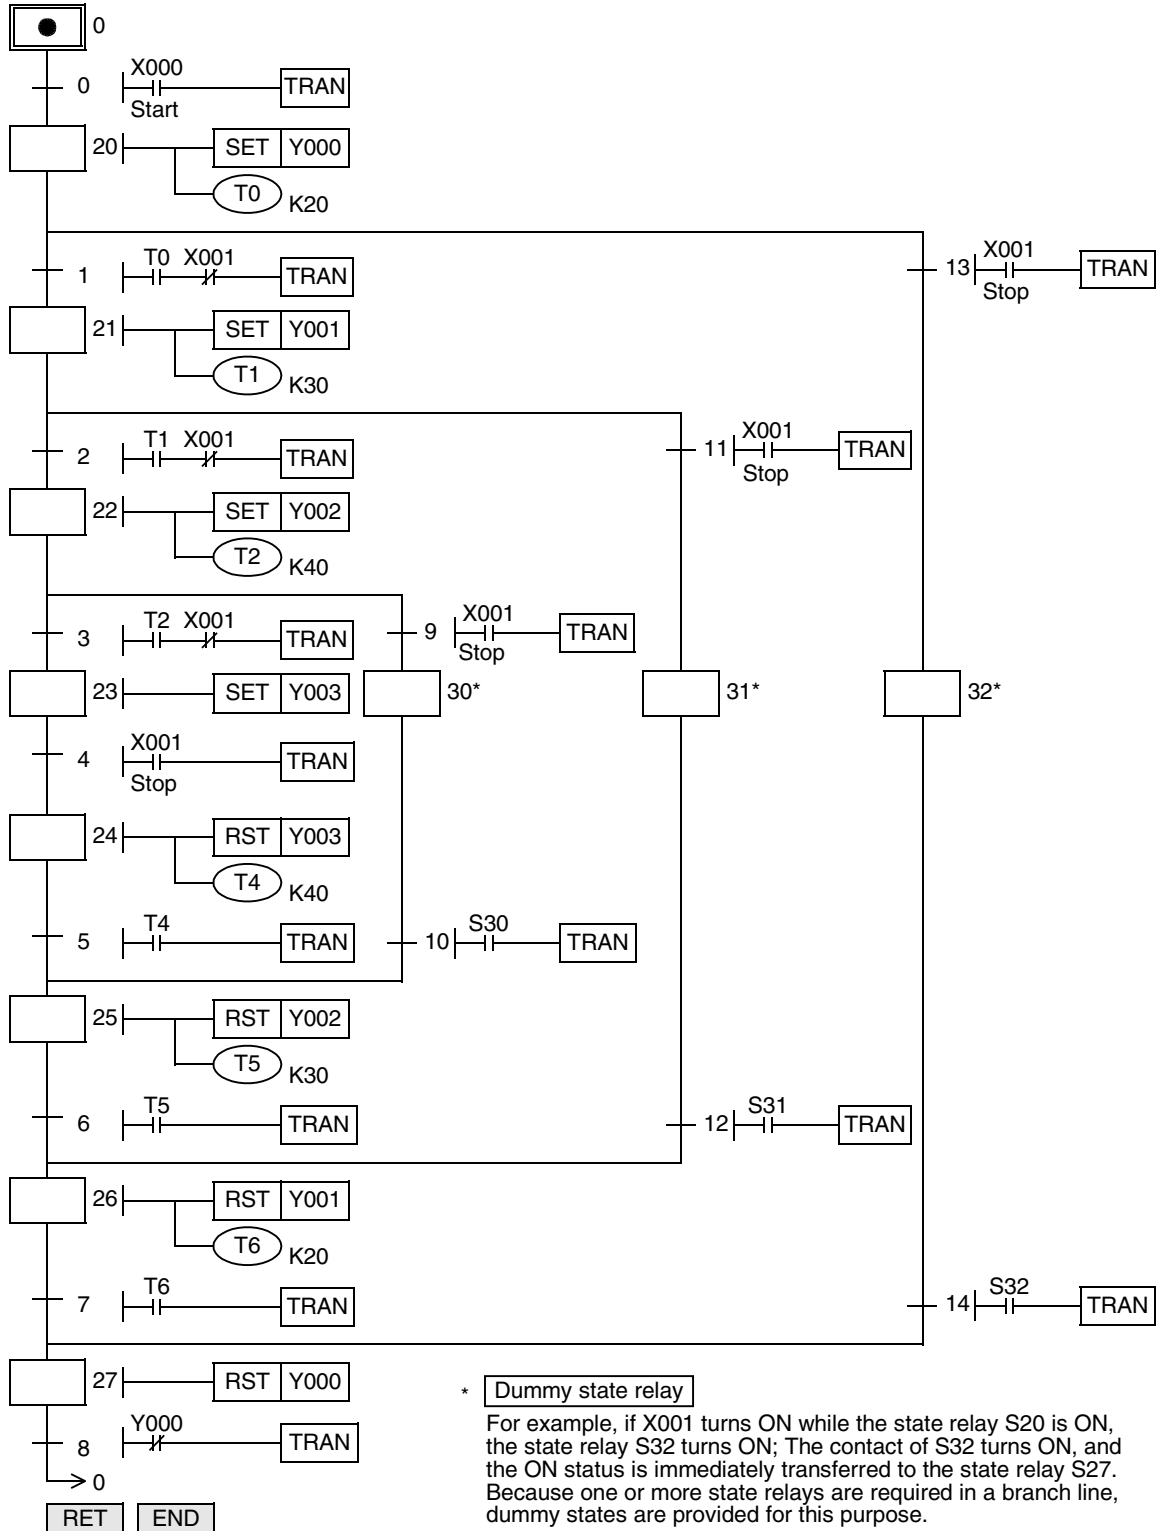 0
X000
0 TRAN
Start
20 SET Y000
T0 K20
T0 X001
1 TRAN
X001
13 TRAN
Stop
21 SET Y001
T1 K30
T1 X001
2 TRAN
X001
11 TRAN
Stop
22 SET Y002
T2 K40
T2 X001
3 TRAN
X001
9 TRAN
Stop
23 SET Y003
30*
31*
32*
X001
4 TRAN
Stop
24 RST Y003
T4 K40
T4
5 TRAN
S30
10 TRAN
25 RST Y002
T5 K30
T5
6 TRAN
S31
12 TRAN
26 RST Y001
T6 K20
T6
7 TRAN
S32
14 TRAN
27 RST Y000
Y000
8 TRAN
0
RET END
* Dummy state relay
For example, if X001 turns ON while the state relay S20 is ON,
the state relay S32 turns ON; The contact of S32 turns ON, and
the ON status is immediately transferred to the state relay S27.
Because one or more state relays are required in a branch line,
dummy states are provided for this purpose.